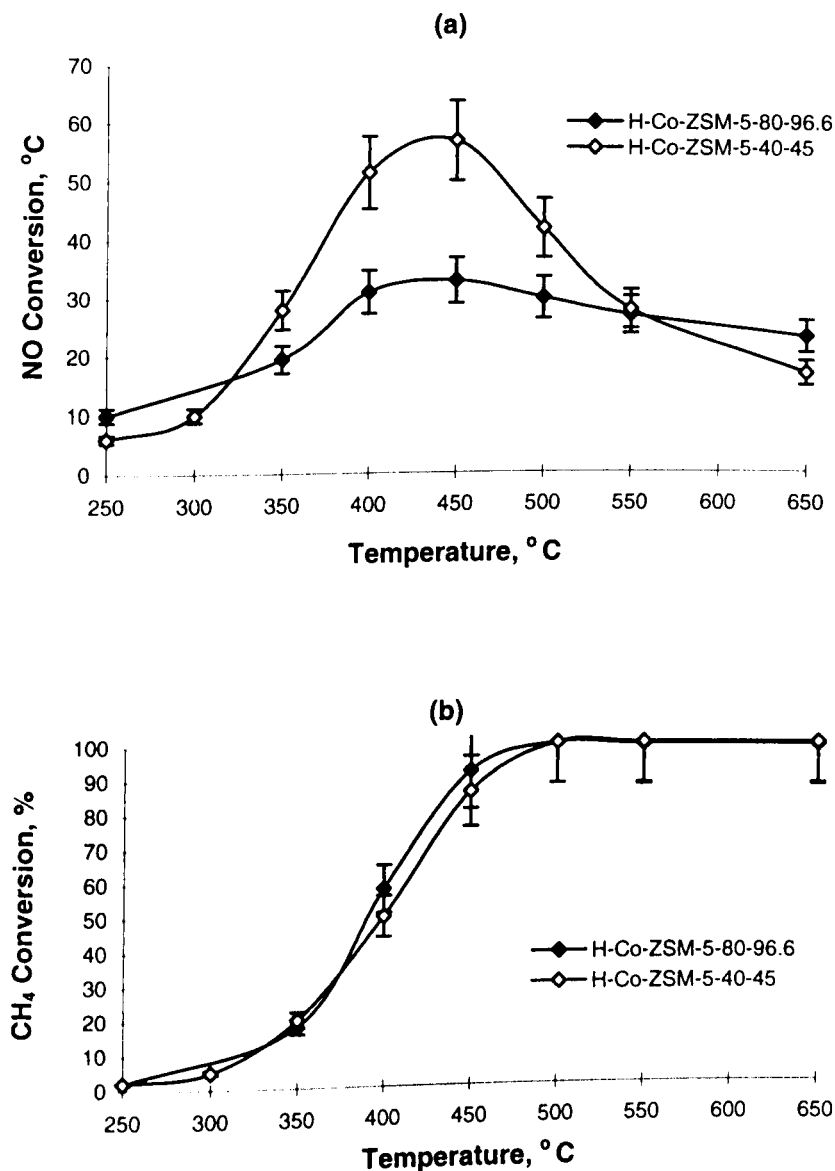 (a)
NO Conversion, °C
70
60
50
40
30
20
10
0
H-Co-ZSM-5-80-96.6
H-Co-ZSM-5-40-45
250 300 350 400 450 500 550 600 650
Temperature, °C
(b)
CH4 Conversion, %
100
90
80
70
60
50
40
30
20
10
0
H-Co-ZSM-5-80-96.6
H-Co-ZSM-5-40-45
250 300 350 400 450 500 550 600 650
Temperature, °C